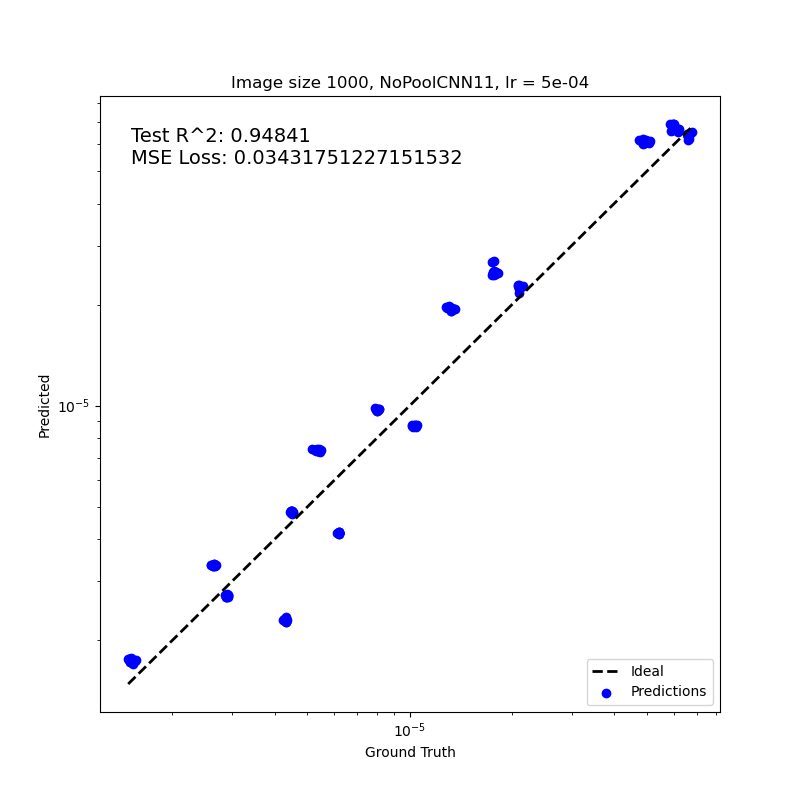 Image size 1000, NoPoolCNN11, lr = 5e-04
Test R^2: 0.94841
MSE Loss: 0.03431751227151532
Predicted
10⁻⁵
Ideal
Predictions
10⁻⁵
Ground Truth